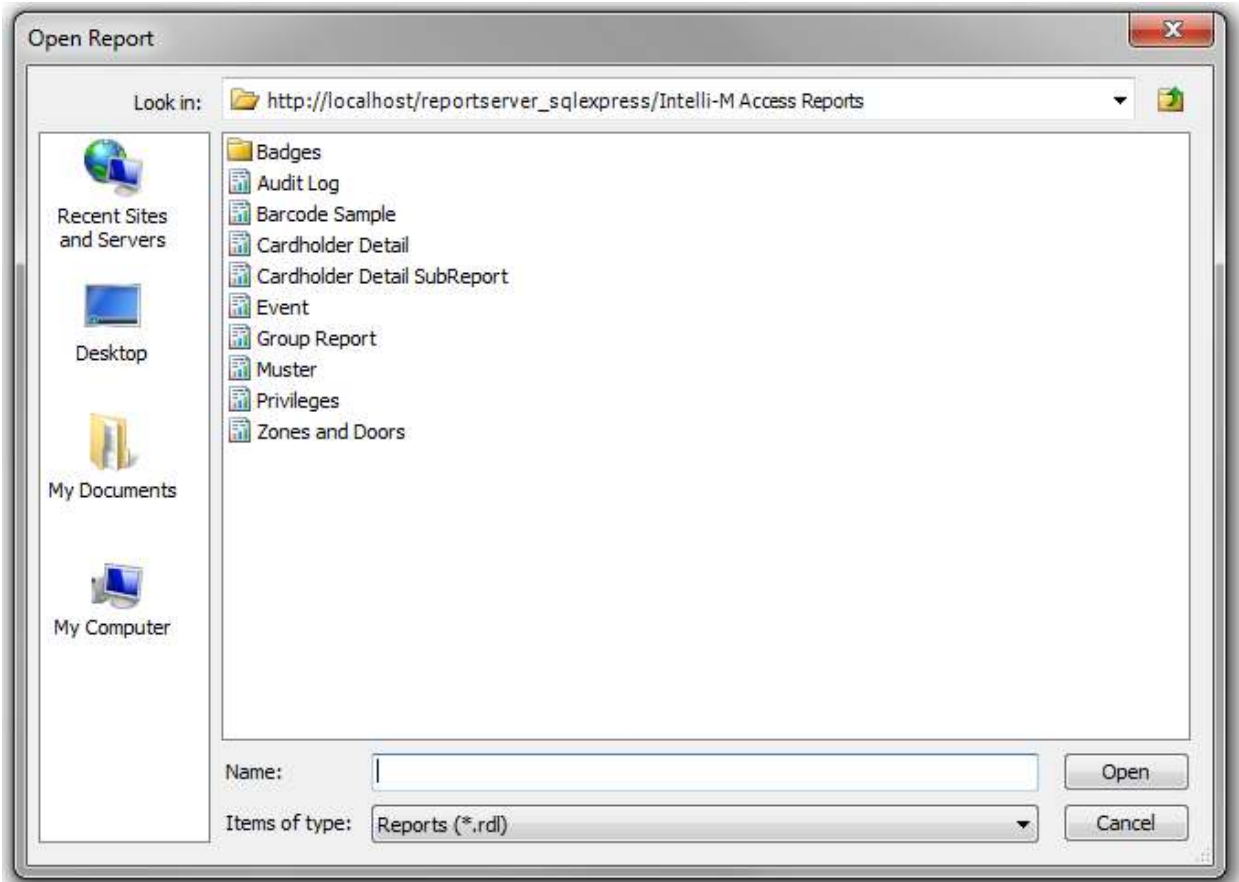 Open Report
Look in:
http://localhost/reportserver_sqlexpress/Intelli-M Access Reports
Recent Sites
and Servers
Desktop
My Documents
My Computer
Badges
Audit Log
Barcode Sample
Cardholder Detail
Cardholder Detail SubReport
Event
Group Report
Muster
Privileges
Zones and Doors
Name:
Open
Items of type:
Reports (*.rdl)
Cancel